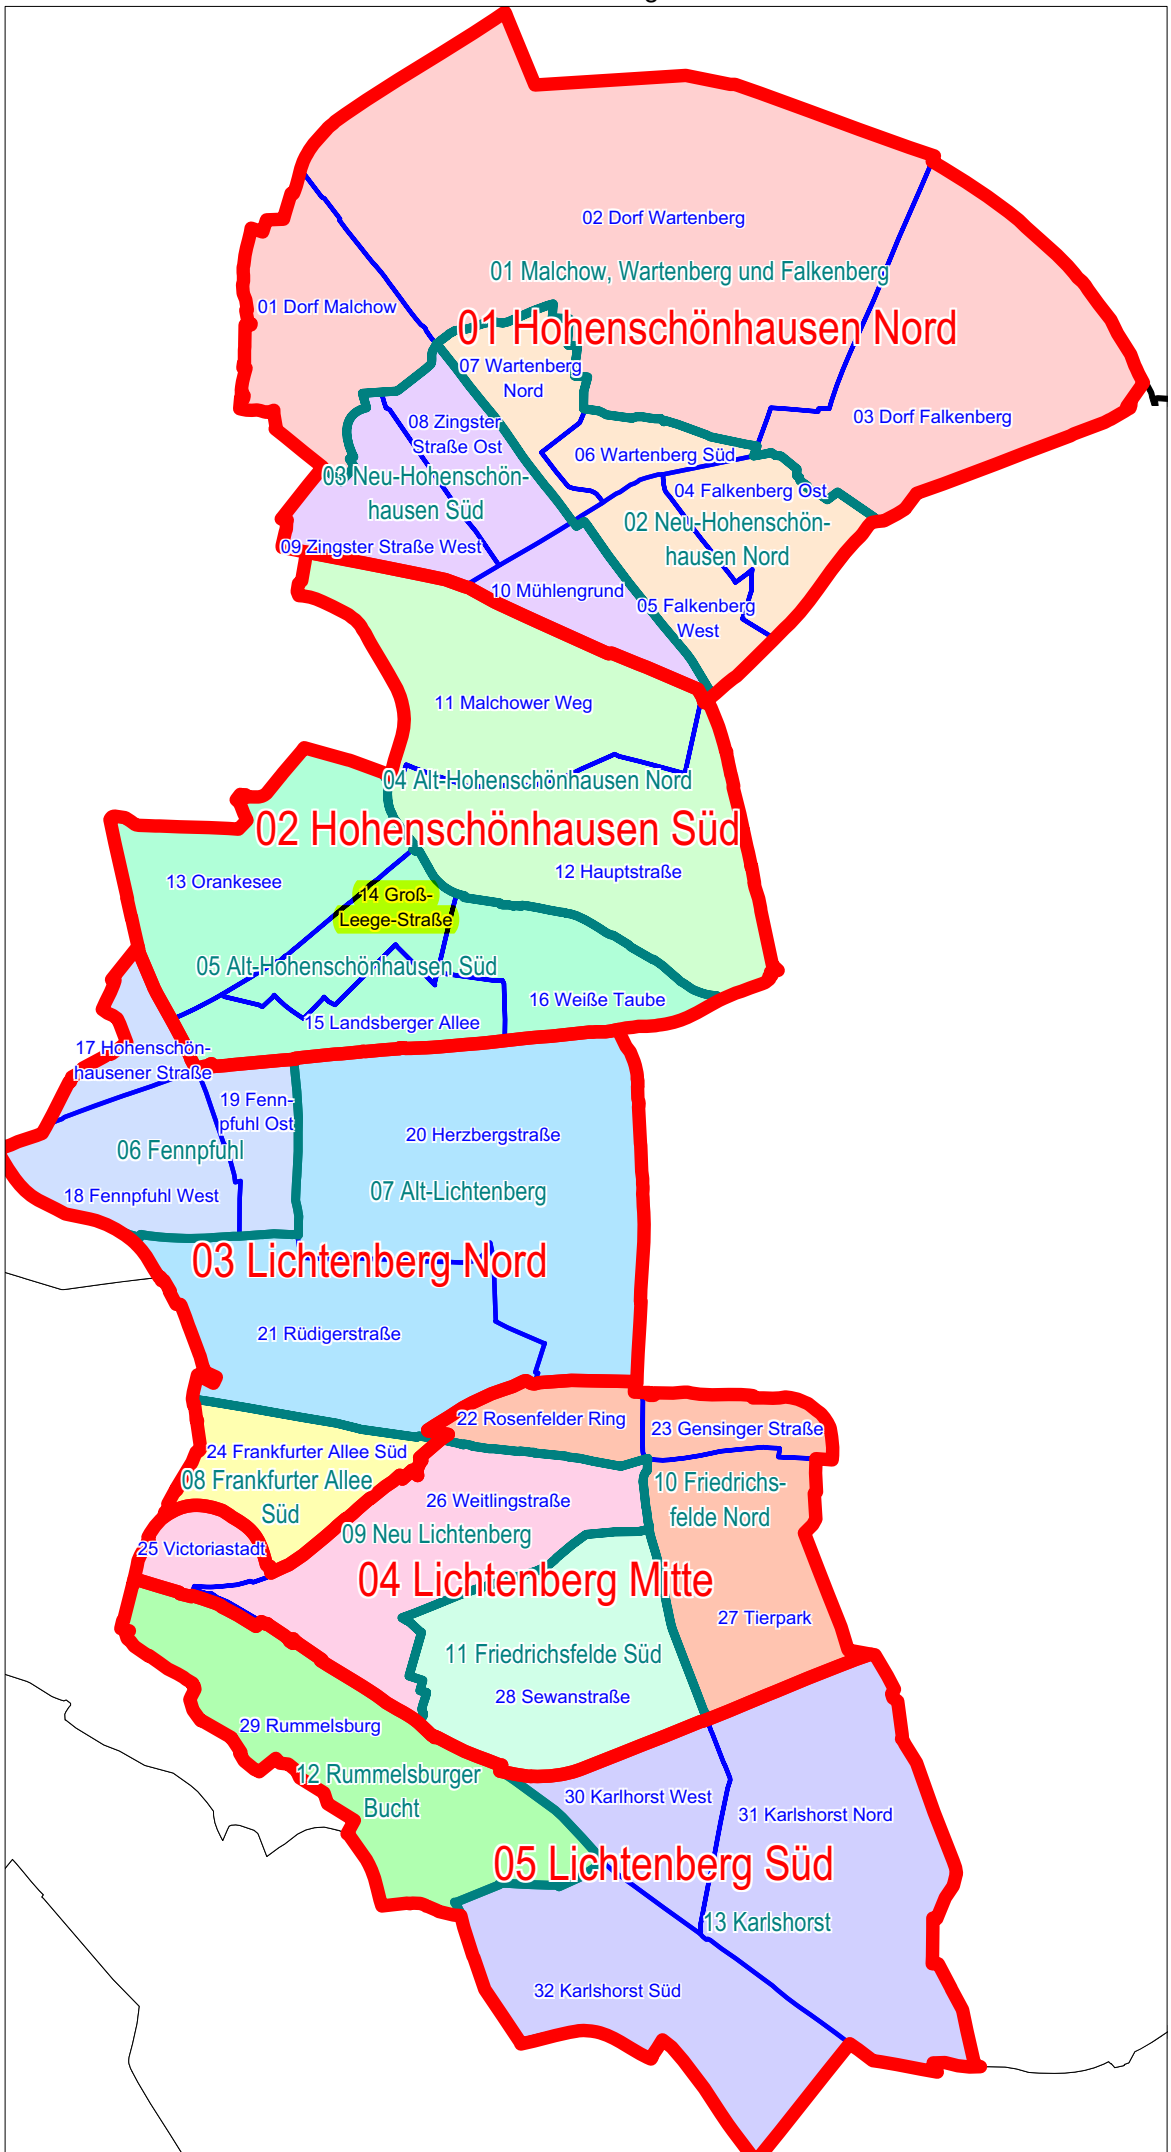 02 Dorf Wartenberg
01 Malchow, Wartenberg und Falkenberg
01 Dorf Malchow
01 Hohenschönhausen Nord
07 Wartenberg
Nord
03 Dorf Falkenberg
08 Zingster
Straße Ost
06 Wartenberg Süd
03 Neu-Hohenschön-
hausen Süd
04 Falkenberg Ost
02 Neu-Hohenschön-
hausen Nord
09 Zingster Straße West
10 Mühlengrund
05 Falkenberg
West
11 Malchower Weg
04 Alt-Hohenschönhausen Nord
02 Hohenschönhausen Süd
12 Hauptstraße
13 Orankesee
14 Groß-
Leege-Straße
05 Alt-Hohenschönhausen Süd
16 Weiße Taube
15 Landsberger Allee
17 Hohenschön-
hausener Straße
19 Fenn-
pfuhl Ost
20 Herzbergstraße
06 Fennpfuhl
18 Fennpfuhl West
07 Alt-Lichtenberg
03 Lichtenberg Nord
21 Rüdigerstraße
22 Rosenfelder Ring
23 Gensinger Straße
24 Frankfurter Allee Süd
08 Frankfurter Allee
Süd
10 Friedrichs-
felde Nord
26 Weitlingstraße
09 Neu Lichtenberg
25 Victoriastadt
04 Lichtenberg Mitte
27 Tierpark
11 Friedrichsfelde Süd
28 Sewanstraße
29 Rummelsburg
12 Rummelsburger
Bucht
30 Karlhorst West
31 Karlshorst Nord
05 Lichtenberg Süd
13 Karlshorst
32 Karlshorst Süd